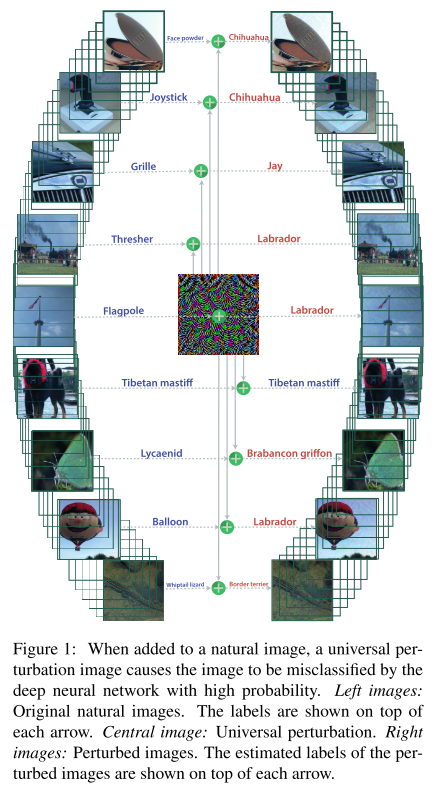 Face powder Chihuahua
Joystick Chihuahua
Grille Jay
Thresher Labrador
Flagpole Labrador
Tibetan mastiff Tibetan mastiff
Lycaenid Brabancon griffon
Balloon Labrador
Whiptail lizard Border terrier
Figure 1: When added to a natural image, a universal per-
turbation image causes the image to be misclassified by the
deep neural network with high probability. Left images:
Original natural images. The labels are shown on top of
each arrow. Central image: Universal perturbation. Right
images: Perturbed images. The estimated labels of the per-
turbed images are shown on top of each arrow.